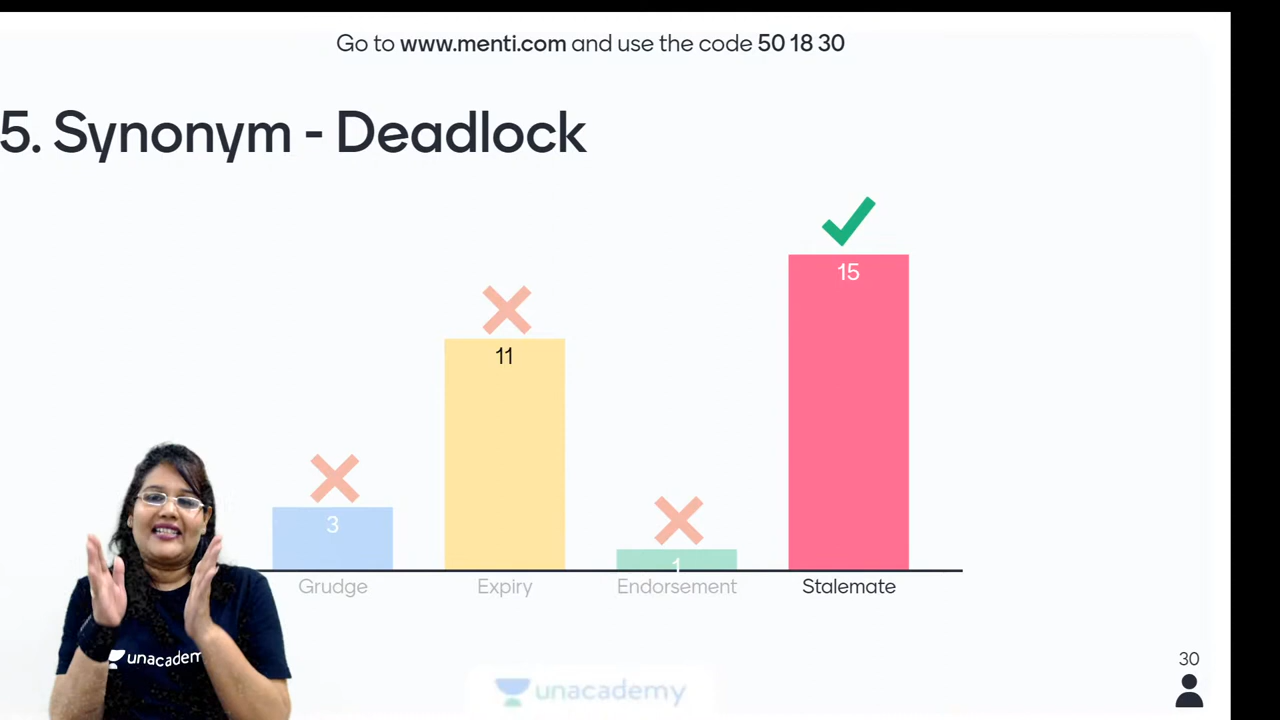 Go to www.menti.com and use the code 50 18 30
5. Synonym - Deadlock
15
11
3
1
Grudge Expiry Endorsement Stalemate
unacadem
30
unacademy